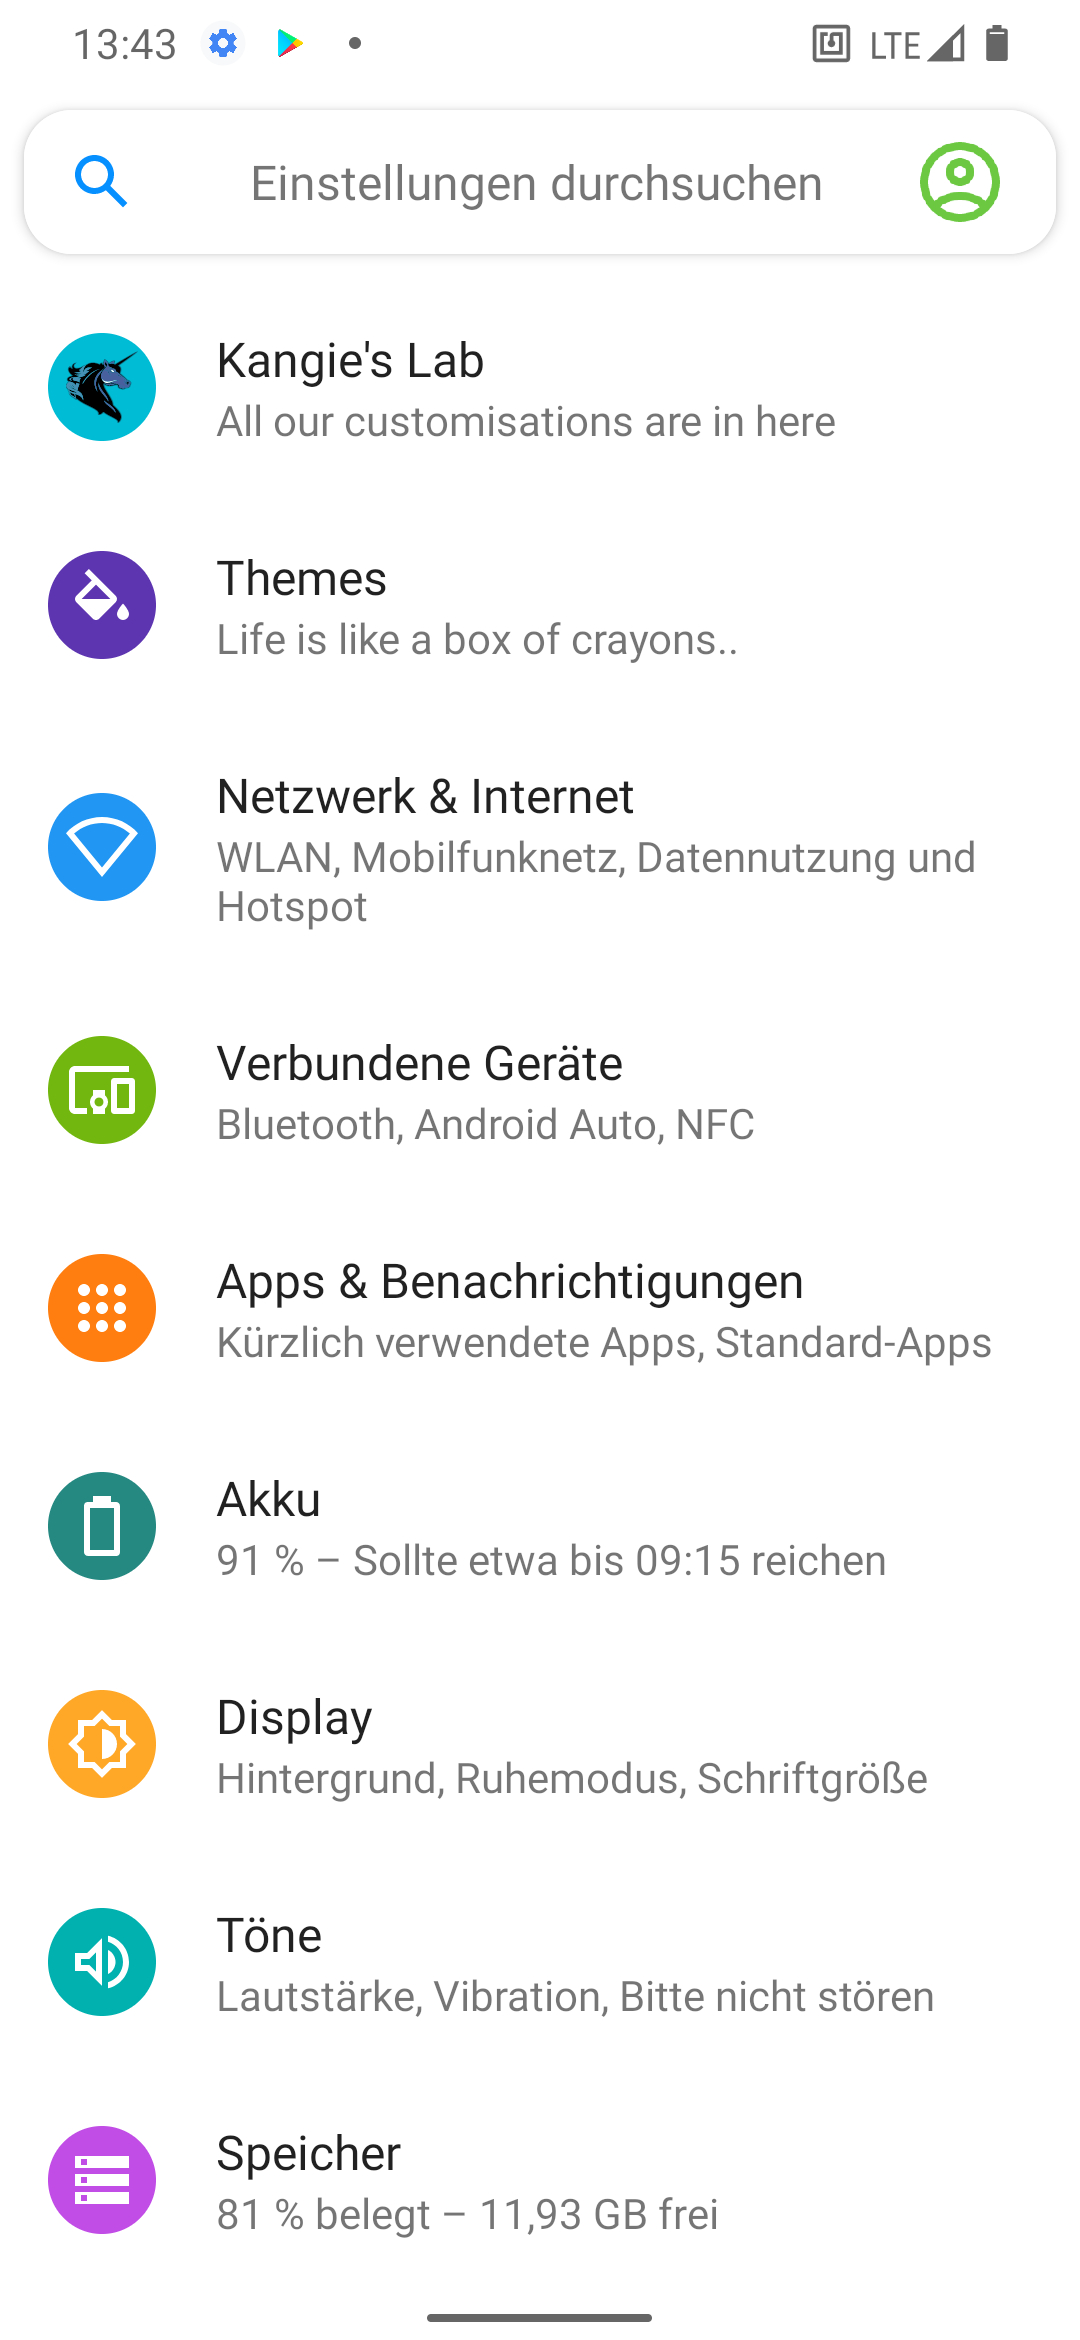 13:43
LTE
Einstellungen durchsuchen
Kangie's Lab
All our customisations are in here
Themes
Life is like a box of crayons..
Netzwerk & Internet
WLAN, Mobilfunknetz, Datennutzung und
Hotspot
Verbundene Geräte
Bluetooth, Android Auto, NFC
Apps & Benachrichtigungen
Kürzlich verwendete Apps, Standard-Apps
Akku
91 % – Sollte etwa bis 09:15 reichen
Display
Hintergrund, Ruhemodus, Schriftgröße
Töne
Lautstärke, Vibration, Bitte nicht stören
Speicher
81 % belegt – 11,93 GB frei